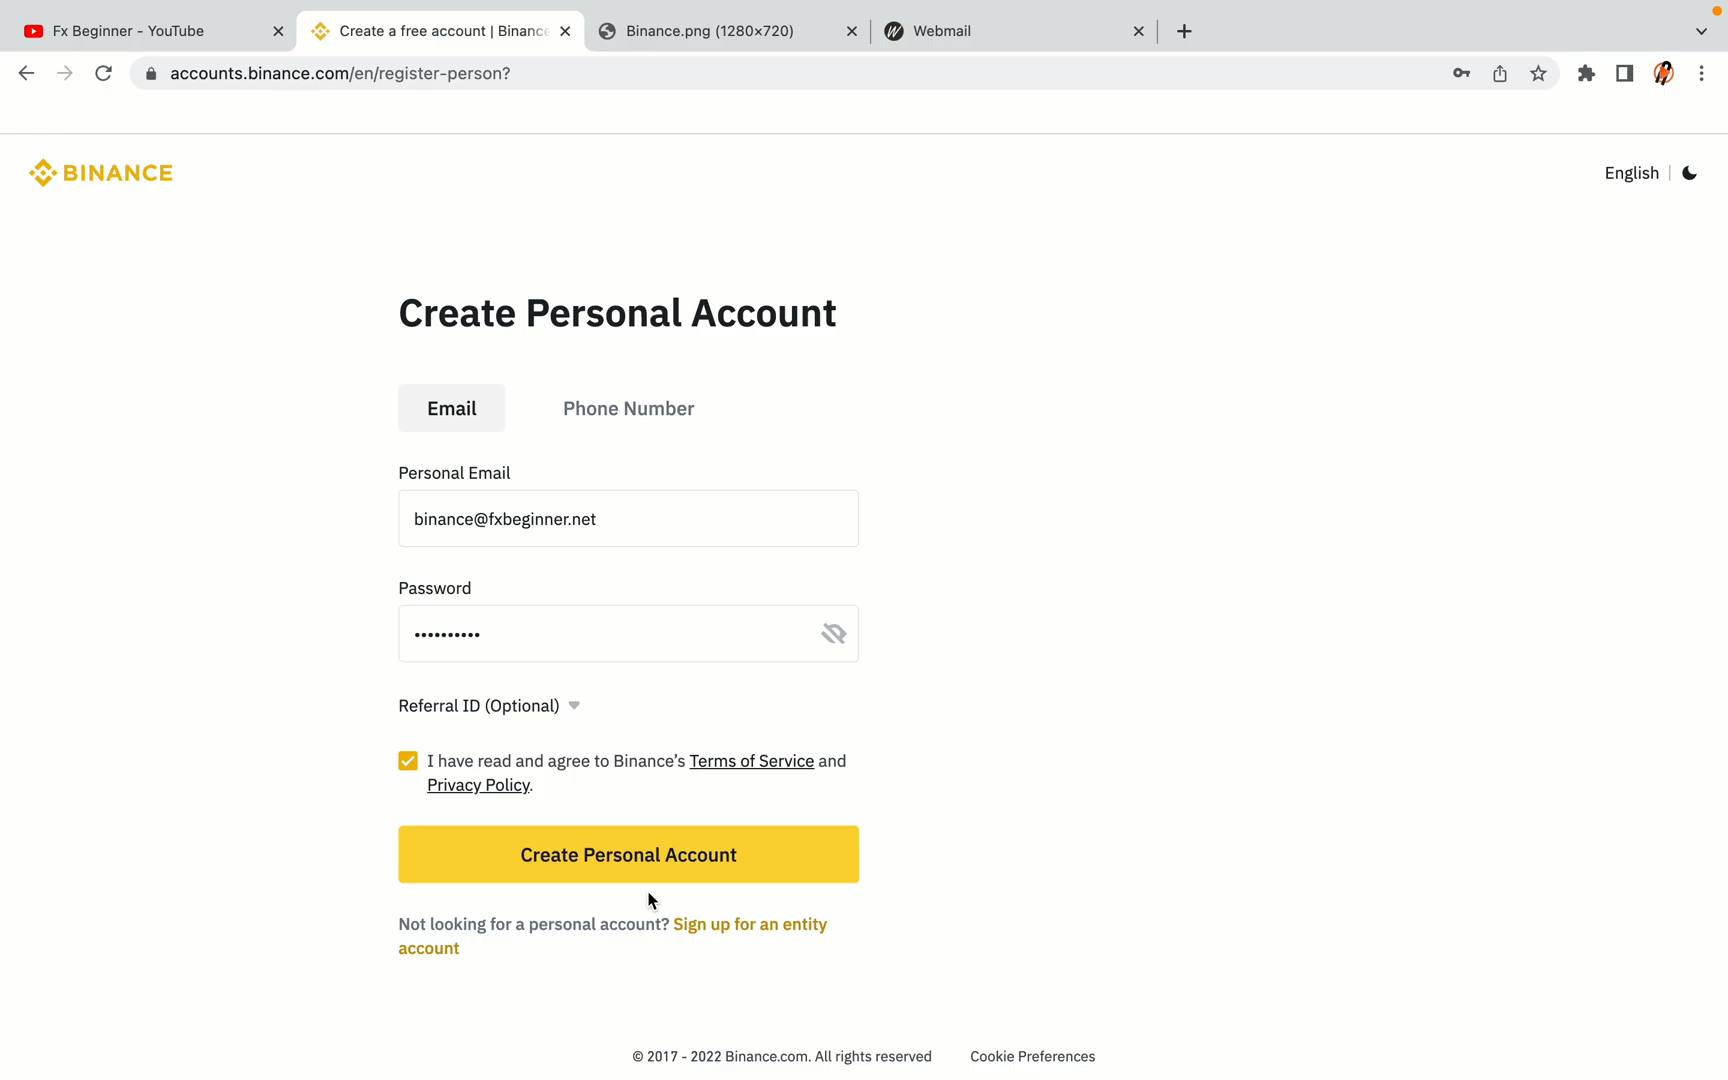 Fx Beginner - YouTube
Create a free account | Binance
Binance.png (1280×720)
Webmail
accounts.binance.com/en/register-person?
BINANCE
English
Create Personal Account
Email
Phone Number
Personal Email
binance@fxbeginner.net
Password
••••••••••
Referral ID (Optional)
I have read and agree to Binance’s Terms of Service and
Privacy Policy.
Create Personal Account
Not looking for a personal account? Sign up for an entity
account
© 2017 - 2022 Binance.com. All rights reserved
Cookie Preferences